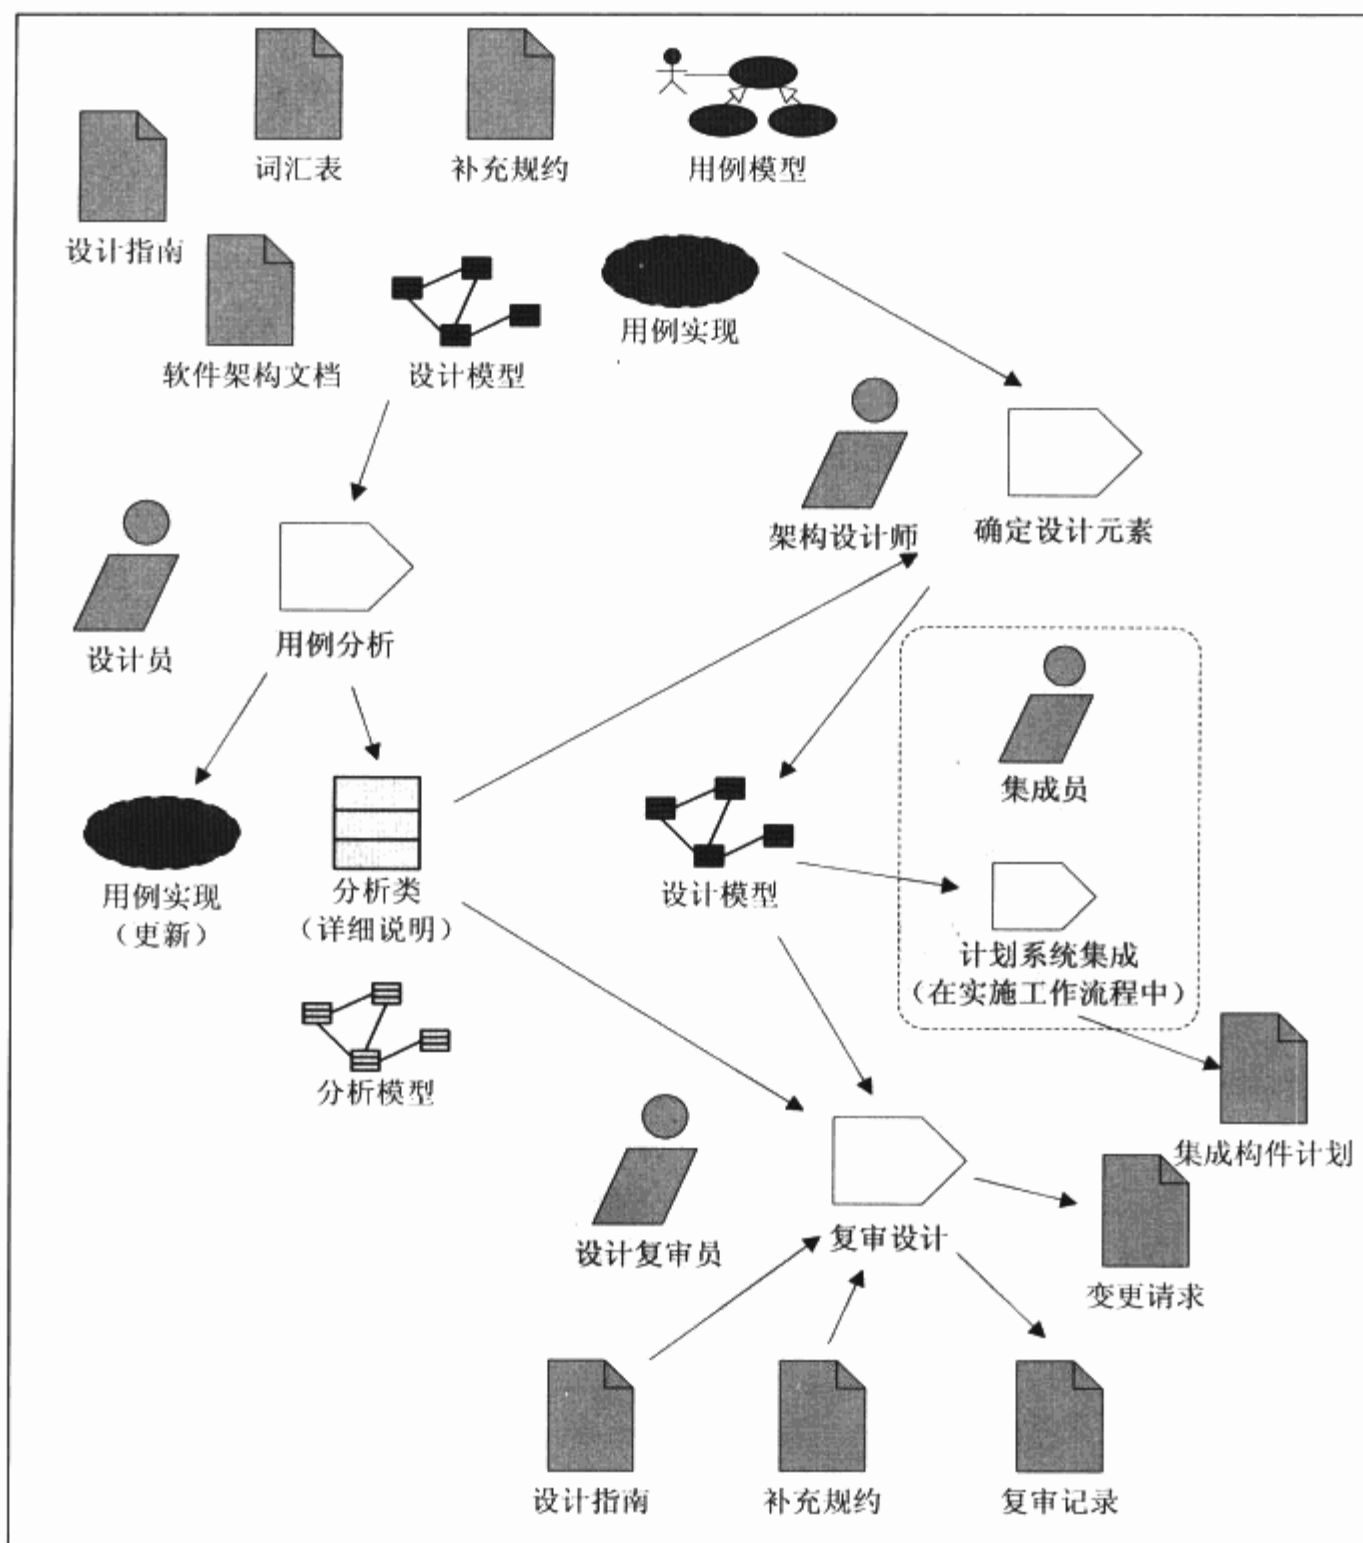 词汇表
补充规约
用例模型
设计指南
用例实现
软件架构文档
设计模型
架构设计师
确定设计元素
设计员
用例分析
集成员
用例实现
(更新)
分析类
(详细说明)
设计模型
计划系统集成
(在实施工作流程中)
分析模型
集成构件计划
设计复审员
复审设计
变更请求
设计指南
补充规约
复审记录